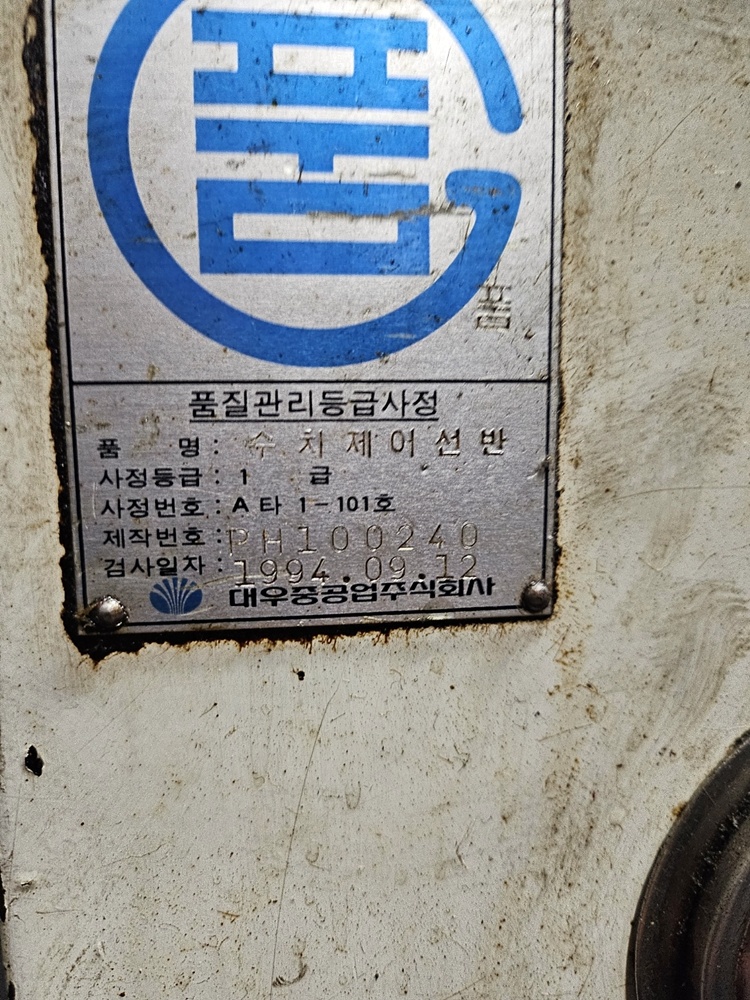 품
품
품질관리등급사정
품 명: 수치제어선반
사정등급: 1 급
사정번호: A 타 1-101호
제작번호: PH100240
검사일자: 1994.09.12
대우중공업주식회사